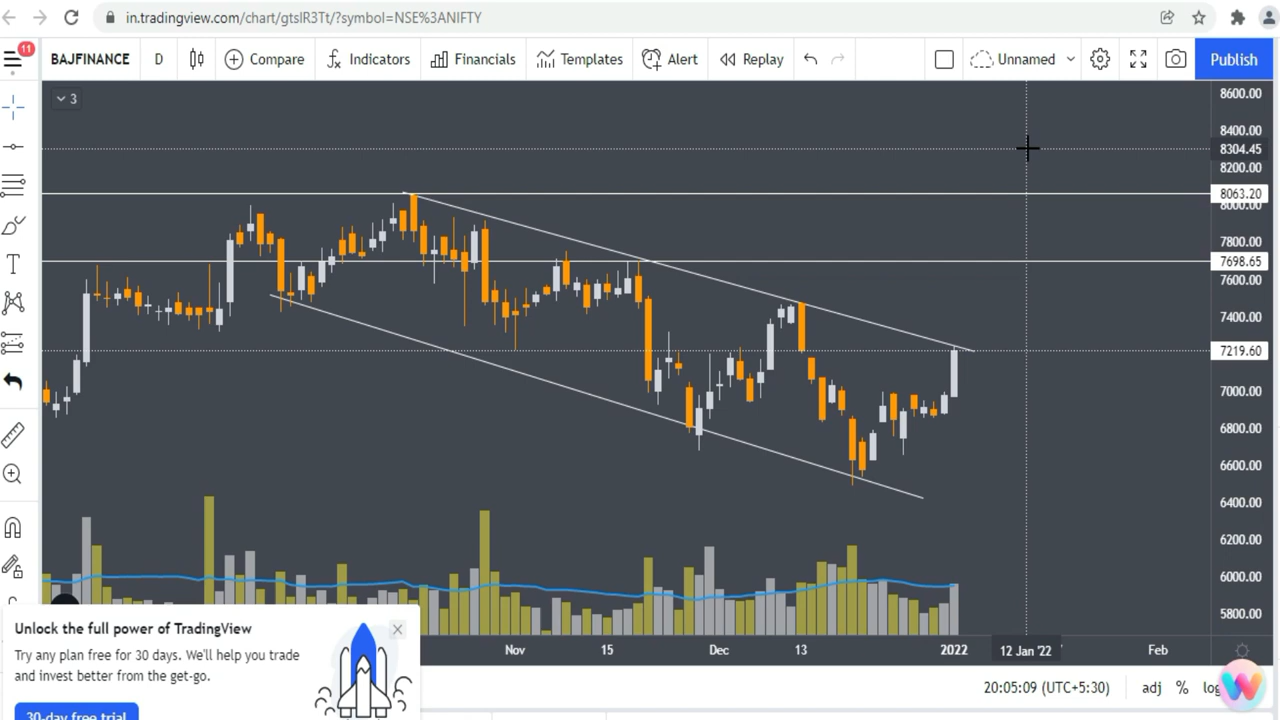 in.tradingview.com/chart/gtsIR3Tt/?symbol=NSE%3ANIFTY
11
BAJFINANCE D Compare Indicators Financials Templates Alert Replay Unnamed Publish
3
8600.00
8400.00
8304.45
8200.00
8063.20
8000.00
7800.00
7698.65
7600.00
7400.00
7219.60
7000.00
6800.00
6600.00
6400.00
6200.00
6000.00
5800.00
Nov 15 Dec 13 2022 12 Jan '22 Feb
Unlock the full power of TradingView
Try any plan free for 30 days. We'll help you trade
and invest better from the get-go.
30-day free trial
20:05:09 (UTC+5:30) adj % log